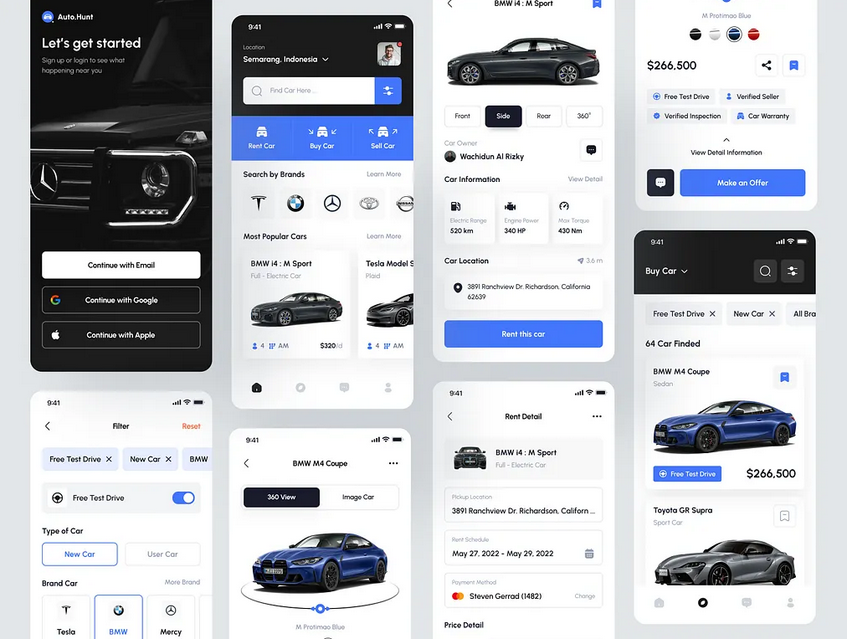 Auto.Hunt
Let's get started
Sign up or login to see what
happening near you
Continue with Email
Continue with Google
Continue with Apple
9:41
Filter
Reset
Free Test Drive
New Car
BMW
Free Test Drive
Type of Car
New Car
User Car
Brand Car
More Brand
Tesla
BMW
Mercy
9:41
Location
Semarang, Indonesia
Find Car Here ...
Rent Car
Buy Car
Sell Car
Search by Brands
Learn More
Most Popular Cars
Learn More
BMW i4 : M Sport
Full - Electric Car
4
AM
$320/d
Tesla Model S
Plaid
4
AM
9:41
BMW M4 Coupe
360 View
Image Car
M Protimao Blue
BMW i4 : M Sport
Front
Side
Rear
360°
Car Owner
Wachidun Al Rizky
Car Information
View Detail
Electric Range
520 km
Engine Power
340 HP
Max Torque
430 Nm
Car Location
3,6 m
3891 Ranchview Dr. Richardson, California
62639
Rent this car
9:41
Rent Detail
BMW i4 : M Sport
Full - Electric Car
Pickup Location
3891 Ranchview Dr. Richardson, Californ ...
Rent Schedule
May 27, 2022 - May 29, 2022
Payment Method
Steven Gerrad (1482)
Change
Price Detail
M Protimao Blue
$266,500
Free Test Drive
Verified Seller
Verified Inspection
Car Warranty
View Detail Information
Make an Offer
9:41
Buy Car
Free Test Drive
New Car
All Bra
64 Car Finded
BMW M4 Coupe
Sedan
Free Test Drive
$266,500
Toyota GR Supra
Sport Car